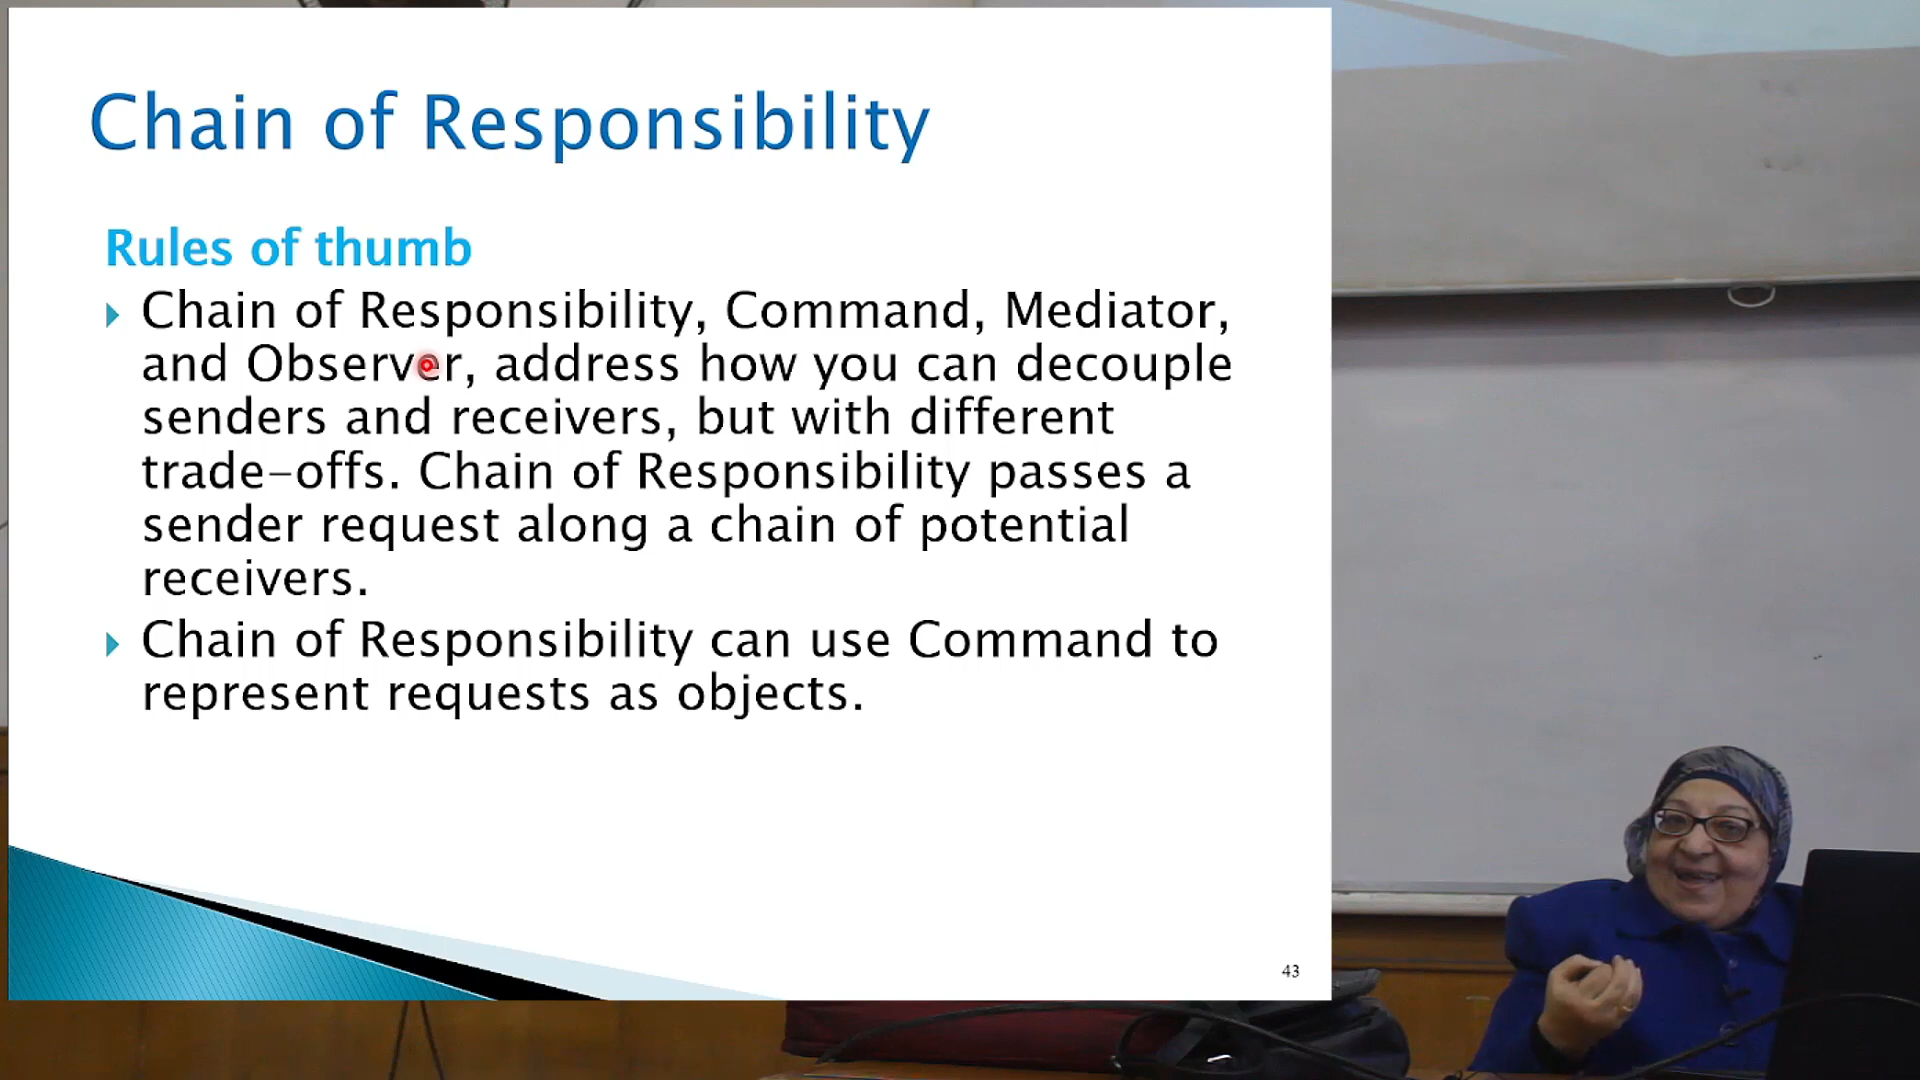 Chain of Responsibility
Rules of thumb
Chain of Responsibility, Command, Mediator,
and Observer, address how you can decouple
senders and receivers, but with different
trade-offs. Chain of Responsibility passes a
sender request along a chain of potential
receivers.
Chain of Responsibility can use Command to
represent requests as objects.
43